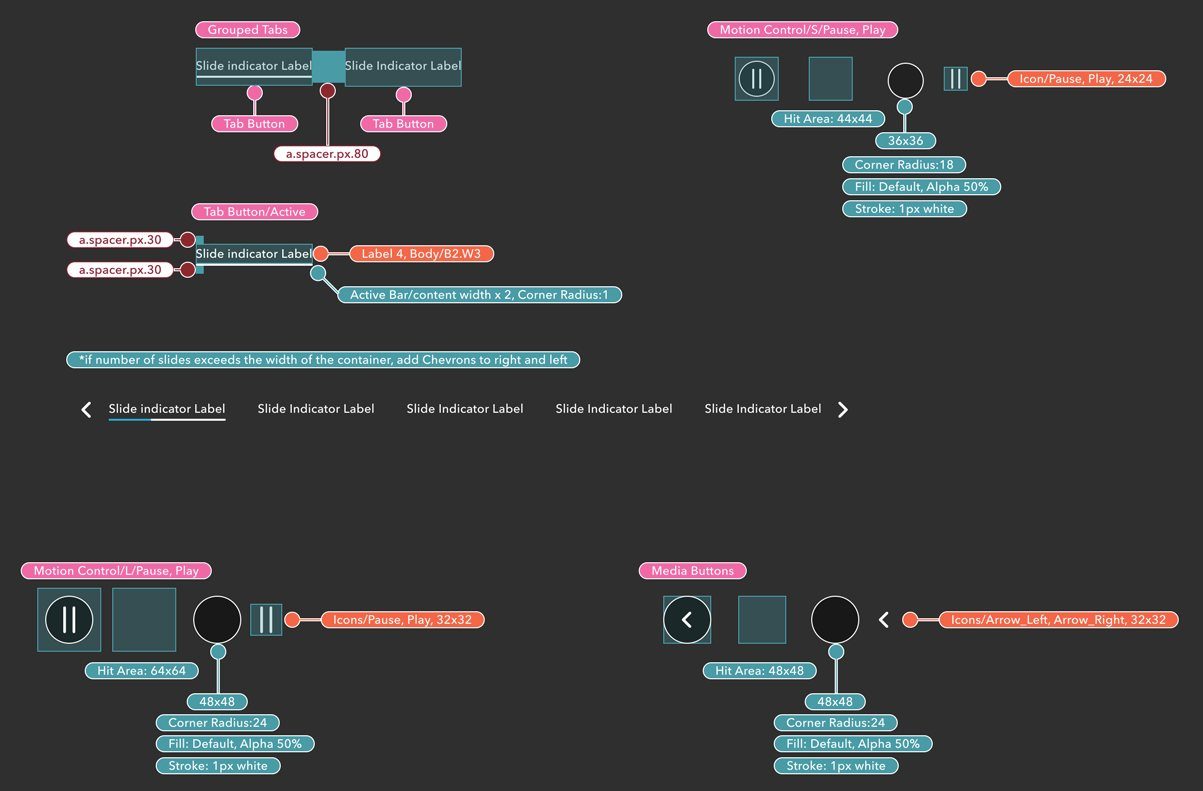 Grouped Tabs
Slide indicator Label
Slide Indicator Label
Tab Button
Tab Button
a.spacer.px.80
Motion Control/S/Pause, Play
Icon/Pause, Play, 24x24
Hit Area: 44x44
36x36
Corner Radius:18
Fill: Default, Alpha 50%
Stroke: 1px white
Tab Button/Active
a.spacer.px.30
Slide indicator Label
Label 4, Body/B2.W3
a.spacer.px.30
Active Bar/content width x 2, Corner Radius:1
*if number of slides exceeds the width of the container, add Chevrons to right and left
Slide indicator Label
Slide Indicator Label
Slide Indicator Label
Slide Indicator Label
Slide Indicator Label
Motion Control/L/Pause, Play
Icons/Pause, Play, 32x32
Hit Area: 64x64
48x48
Corner Radius:24
Fill: Default, Alpha 50%
Stroke: 1px white
Media Buttons
Icons/Arrow_Left, Arrow_Right, 32x32
Hit Area: 48x48
48x48
Corner Radius:24
Fill: Default, Alpha 50%
Stroke: 1px white